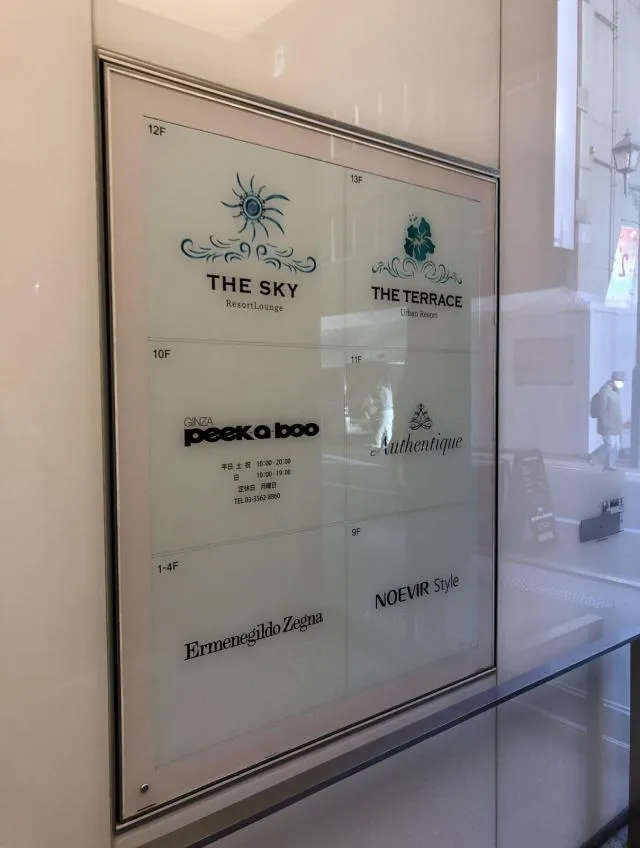 12F
THE SKY
ResortLounge
13F
THE TERRACE
Urban Resort
10F
GINZA
peek a boo
平日 土 祝 10:00-20:00
日 10:00-19:00
定休日 月曜日
TEL 03-3562-8860
11F
Authentique
1-4F
Ermenegildo Zegna
9F
NOEVIR Style